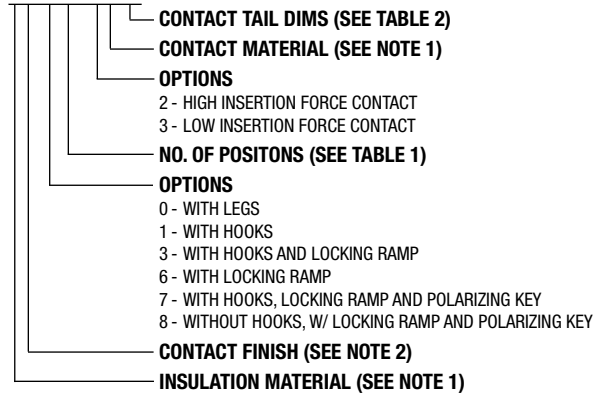 CONTACT TAIL DIMS (SEE TABLE 2)
CONTACT MATERIAL (SEE NOTE 1)
OPTIONS
2 - HIGH INSERTION FORCE CONTACT
3 - LOW INSERTION FORCE CONTACT
NO. OF POSITONS (SEE TABLE 1)
OPTIONS
0 - WITH LEGS
1 - WITH HOOKS
3 - WITH HOOKS AND LOCKING RAMP
6 - WITH LOCKING RAMP
7 - WITH HOOKS, LOCKING RAMP AND POLARIZING KEY
8 - WITHOUT HOOKS, W/ LOCKING RAMP AND POLARIZING KEY
CONTACT FINISH (SEE NOTE 2)
INSULATION MATERIAL (SEE NOTE 1)